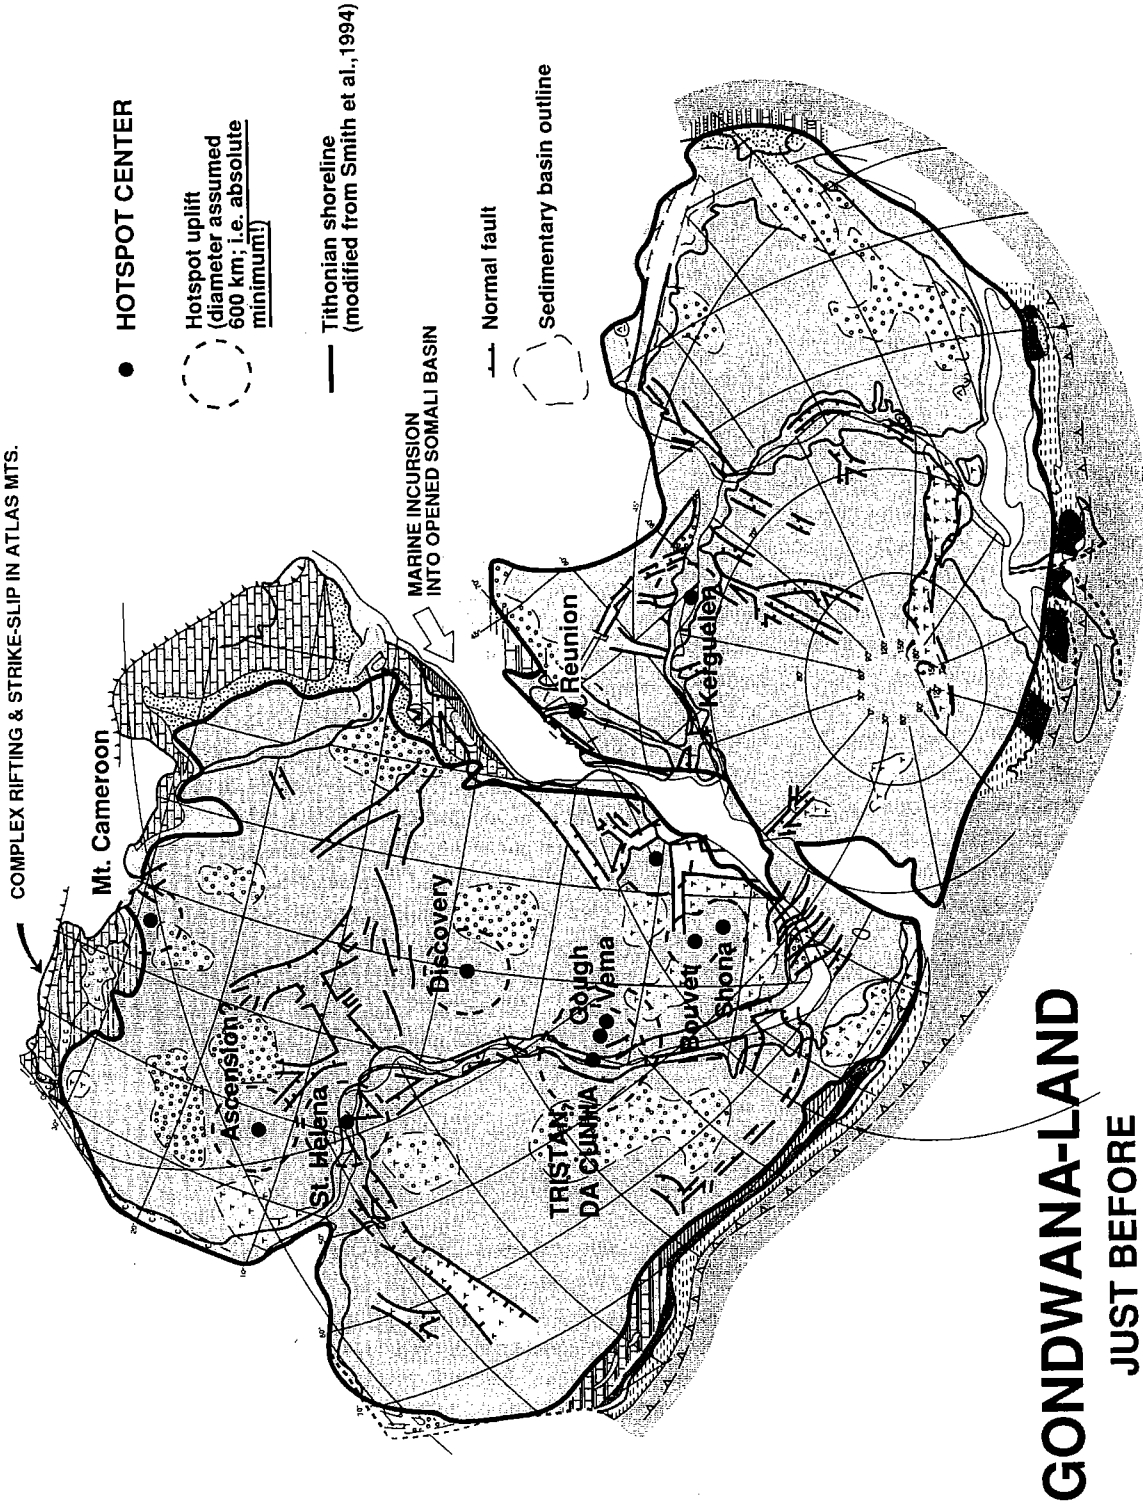 COMPLEX RIFTING & STRIKE-SLIP IN ATLAS MTS.
HOTSPOT CENTER
Hotspot uplift
(diameter assumed
600 km; i.e. absolute
minimum!)
Tithonian shoreline
(modified from Smith et al.,1994)
Normal fault
Sedimentary basin outline
MARINE INCURSION
INTO OPENED SOMALI BASIN
Mt. Cameroon
Ascension?
St. Helena
Discovery
Gough
Vema
TRISTAN
DA CUNHA
Bouvet
Shona
Reunion
Kerguelen
GONDWANA-LAND
JUST BEFORE